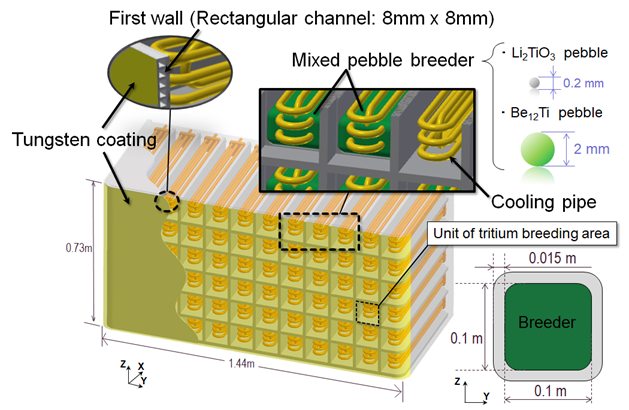 First wall (Rectangular channel: 8mm x 8mm)
Mixed pebble breeder
・ Li₂TiO₃ pebble
0.2 mm
・ Be₁₂Ti pebble
2 mm
Tungsten coating
Cooling pipe
Unit of tritium breeding area
0.73m
1.44m
Z X
Y
0.015 m
Breeder
0.1 m
0.1 m
Z
Y